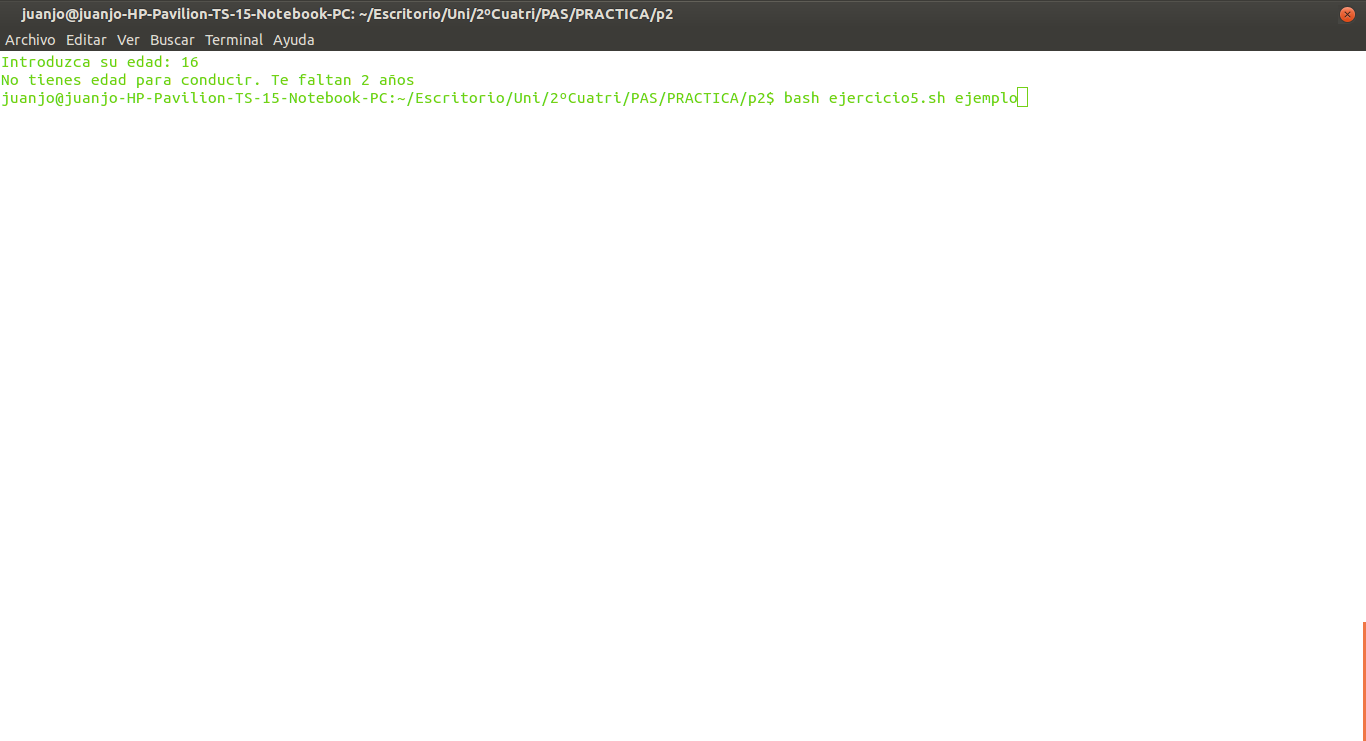 juanjo@juanjo-HP-Pavilion-TS-15-Notebook-PC: ~/Escritorio/Uni/2ºCuatri/PAS/PRACTICA/p2
Archivo Editar Ver Buscar Terminal Ayuda
Introduzca su edad: 16
No tienes edad para conducir. Te faltan 2 años
juanjo@juanjo-HP-Pavilion-TS-15-Notebook-PC:~/Escritorio/Uni/2ºCuatri/PAS/PRACTICA/p2$ bash ejercicio5.sh ejemplo